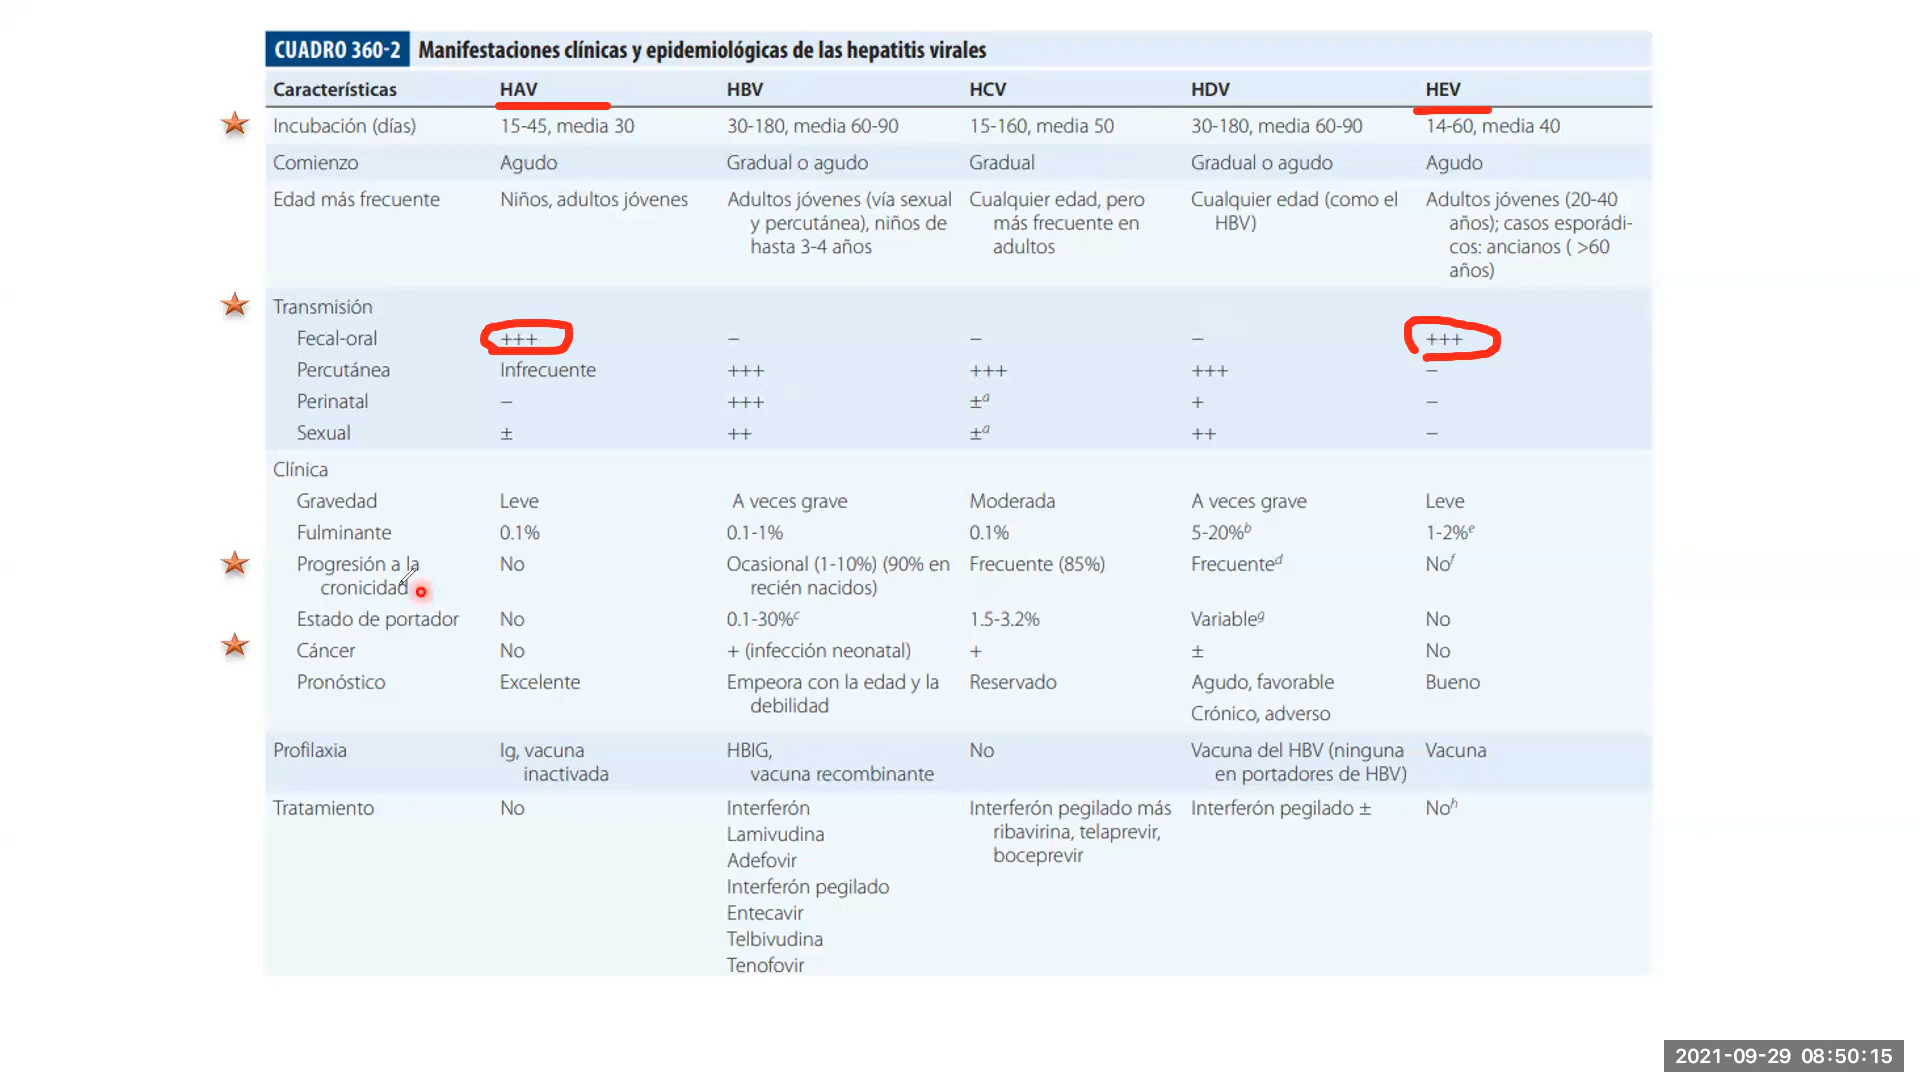 CUADRO 360-2 Manifestaciones clínicas y epidemiológicas de las hepatitis virales
Características HAV HBV HCV HDV HEV
Incubación (días) 15-45, media 30 30-180, media 60-90 15-160, media 50 30-180, media 60-90 14-60, media 40
Comienzo Agudo Gradual o agudo Gradual Gradual o agudo Agudo
Edad más frecuente Niños, adultos jóvenes Adultos jóvenes (vía sexual Cualquier edad, pero Cualquier edad (como el Adultos jóvenes (20-40
y percutánea), niños de más frecuente en HBV) años); casos esporádi-
hasta 3-4 años adultos cos: ancianos ( >60
años)
Transmisión
Fecal-oral +++ − − − +++
Percutánea Infrecuente +++ +++ +++ −
Perinatal − +++ ±a + −
Sexual ± ++ ±a ++ −
Clínica
Gravedad Leve A veces grave Moderada A veces grave Leve
Fulminante 0.1% 0.1-1% 0.1% 5-20%b 1-2%e
Progresión a la No Ocasional (1-10%) (90% en Frecuente (85%) Frecuented Nof
cronicidad recién nacidos)
Estado de portador No 0.1-30%c 1.5-3.2% Variableg No
Cáncer No + (infección neonatal) + ± No
Pronóstico Excelente Empeora con la edad y la Reservado Agudo, favorable Bueno
debilidad Crónico, adverso
Profilaxia Ig, vacuna HBIG, No Vacuna del HBV (ninguna Vacuna
inactivada vacuna recombinante en portadores de HBV)
Tratamiento No Interferón Interferón pegilado más Interferón pegilado ± Noh
Lamivudina ribavirina, telaprevir,
Adefovir boceprevir
Interferón pegilado
Entecavir
Telbivudina
Tenofovir
2021-09-29 08:50:15